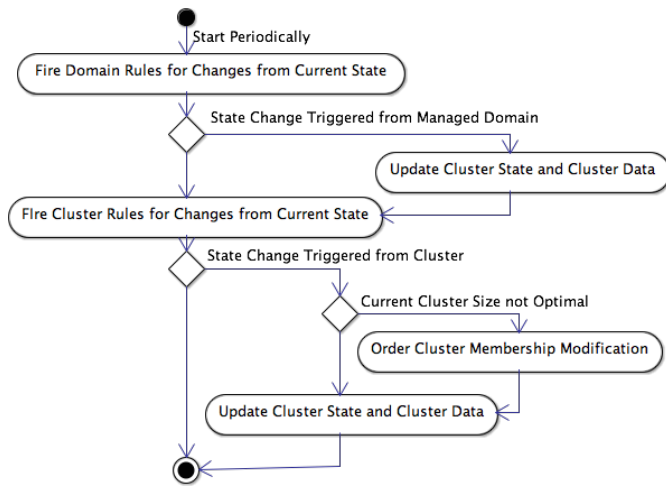 Start Periodically
Fire Domain Rules for Changes from Current State
State Change Triggered from Managed Domain
Update Cluster State and Cluster Data
FIre Cluster Rules for Changes from Current State
State Change Triggered from Cluster
Current Cluster Size not Optimal
Order Cluster Membership Modification
Update Cluster State and Cluster Data